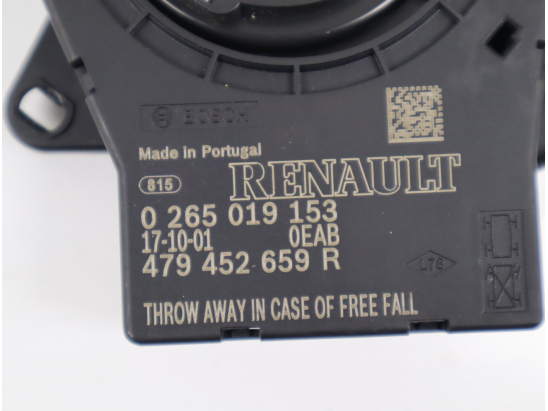 BOSCH
Made in Portugal
815 RENAULT
0 265 019 153
17-10-01 0EAB
479 452 659 R
L78
THROW AWAY IN CASE OF FREE FALL